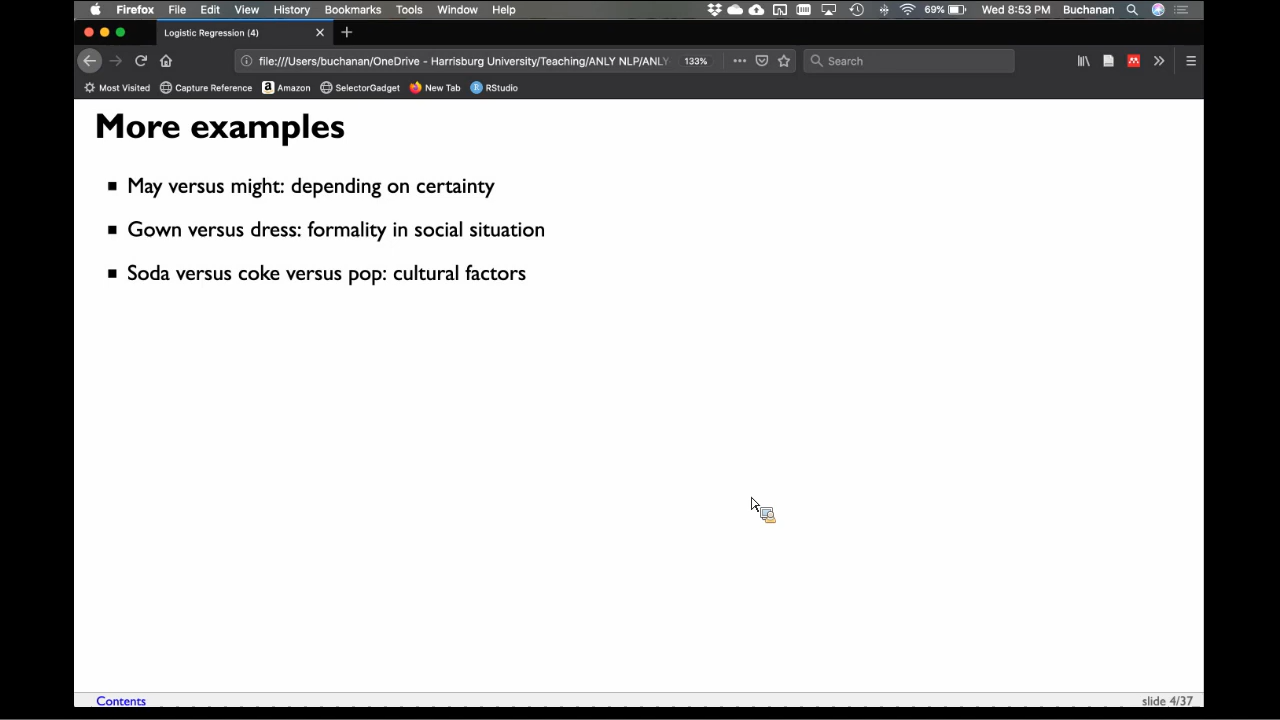 Firefox File Edit View History Bookmarks Tools Window Help 69% Wed 8:53 PM Buchanan
Logistic Regression (4)
file:///Users/buchanan/OneDrive - Harrisburg University/Teaching/ANLY NLP/ANLY 133% Search
Most Visited Capture Reference Amazon SelectorGadget New Tab RStudio
More examples
May versus might: depending on certainty
Gown versus dress: formality in social situation
Soda versus coke versus pop: cultural factors
Contents slide 4/37